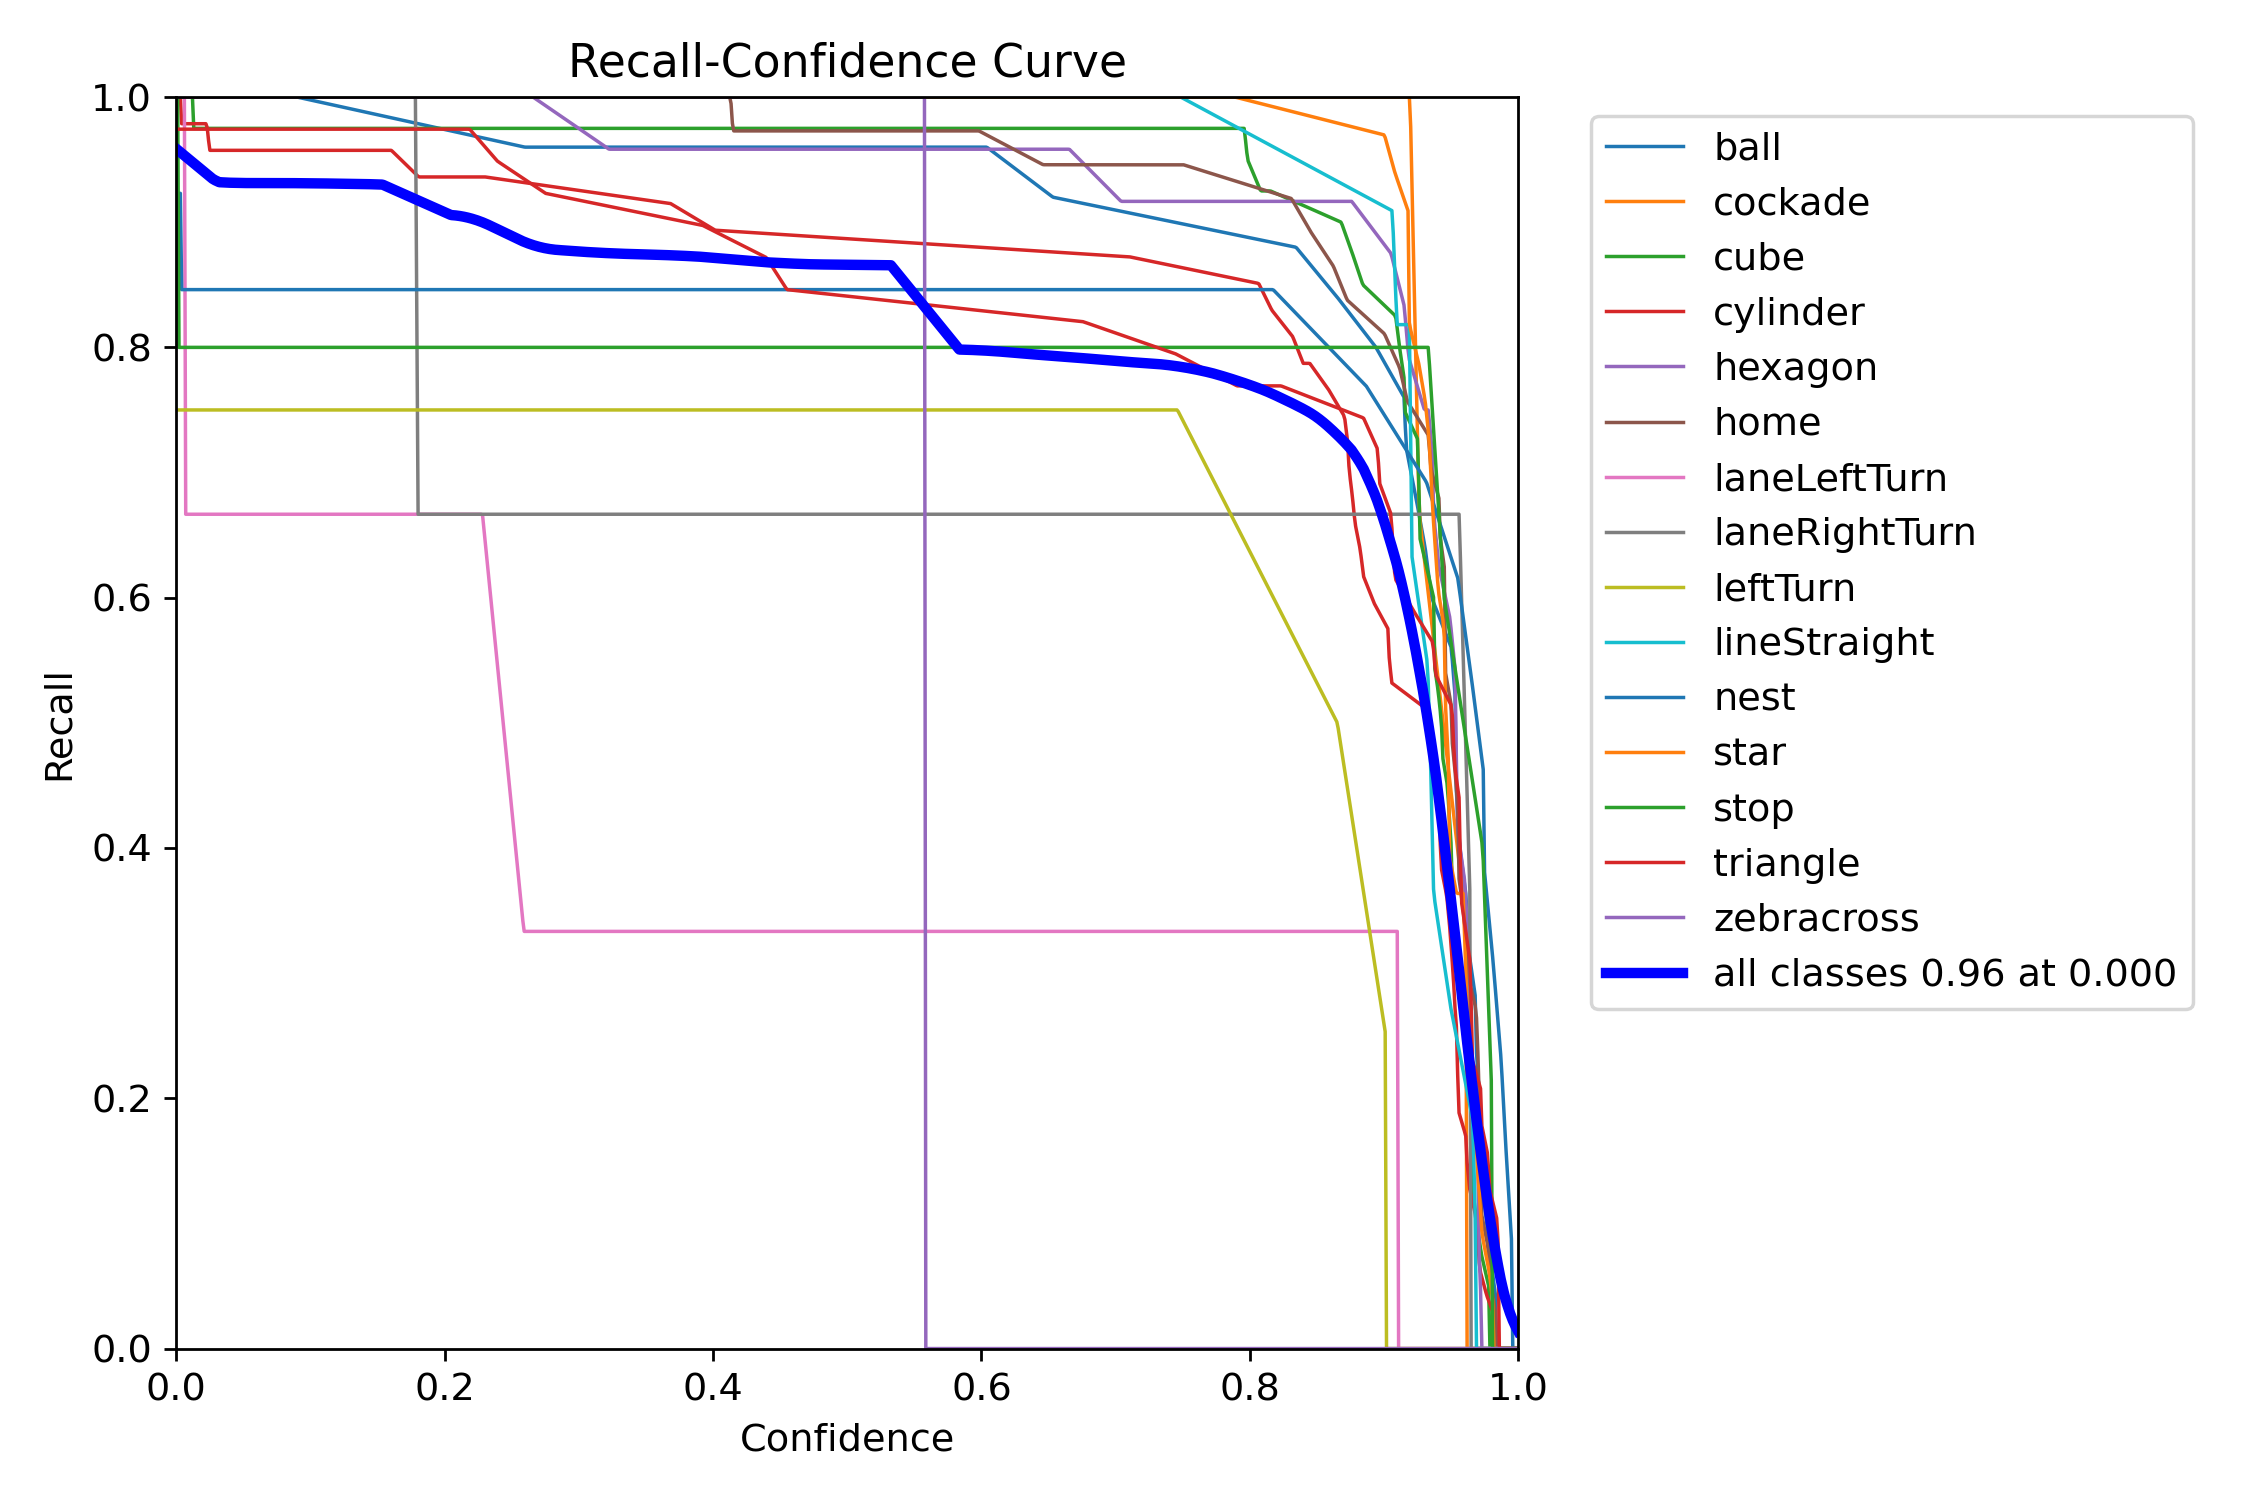 Recall-Confidence Curve
1.0
0.8
0.6
0.4
0.2
0.0
Recall
0.0 0.2 0.4 0.6 0.8 1.0
Confidence
ball
cockade
cube
cylinder
hexagon
home
laneLeftTurn
laneRightTurn
leftTurn
lineStraight
nest
star
stop
triangle
zebracross
all classes 0.96 at 0.000